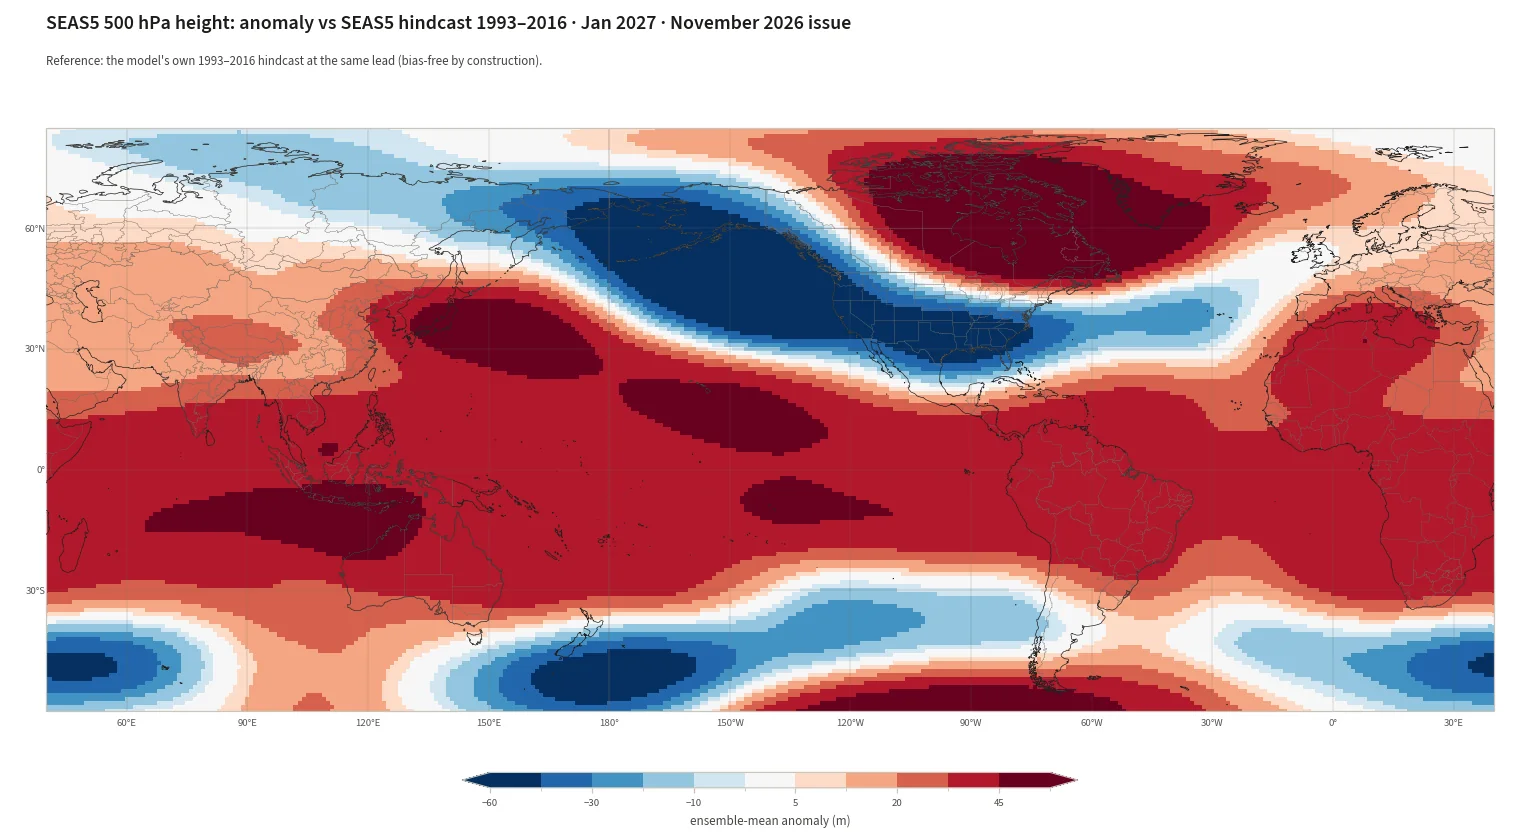 SEAS5 500 hPa height: anomaly vs SEAS5 hindcast 1993–2016 · Jan 2027 · November 2026 issue
Reference: the model's own 1993–2016 hindcast at the same lead (bias-free by construction).
60°N
30°N
0°
30°S
60°E 90°E 120°E 150°E 180° 150°W 120°W 90°W 60°W 30°W 0° 30°E
−60 −30 −10 5 20 45
ensemble-mean anomaly (m)